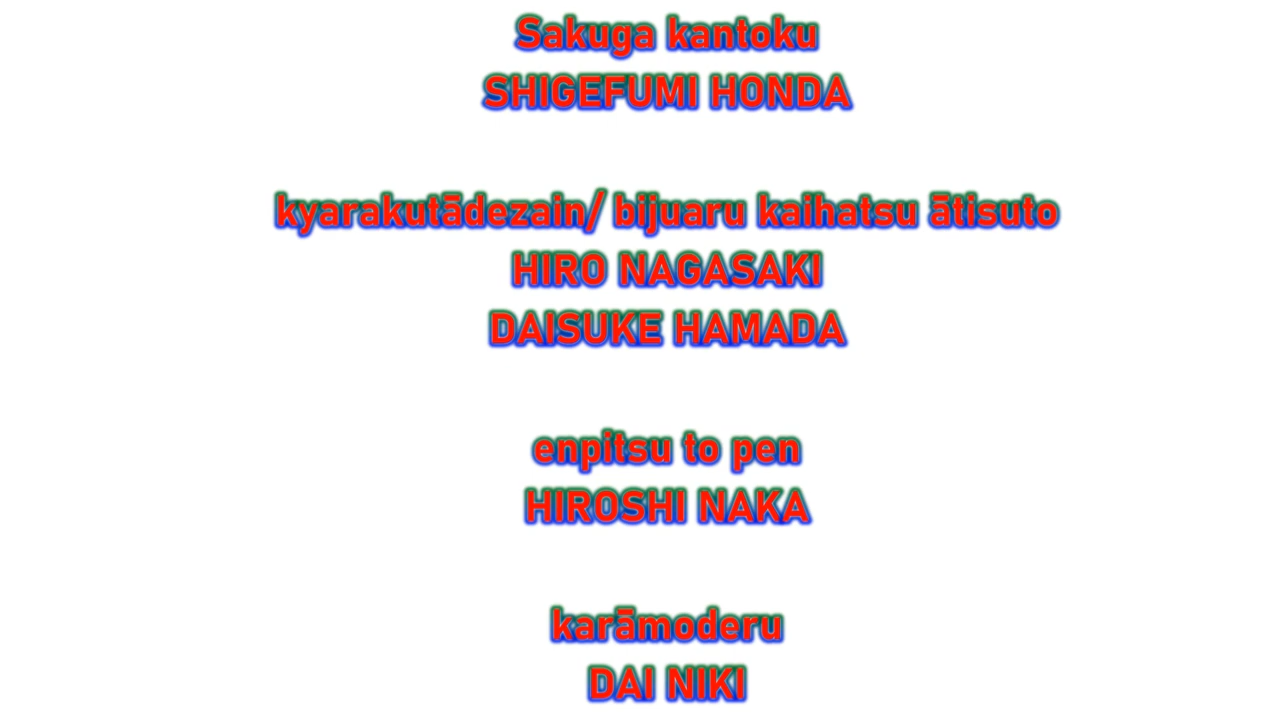 Sakuga kantoku
SHIGEFUMI HONDA
kyarakutādezain/ bijuaru kaihatsu ātisuto
HIRO NAGASAKI
DAISUKE HAMADA
enpitsu to pen
HIROSHI NAKA
karāmoderu
DAI NIKI